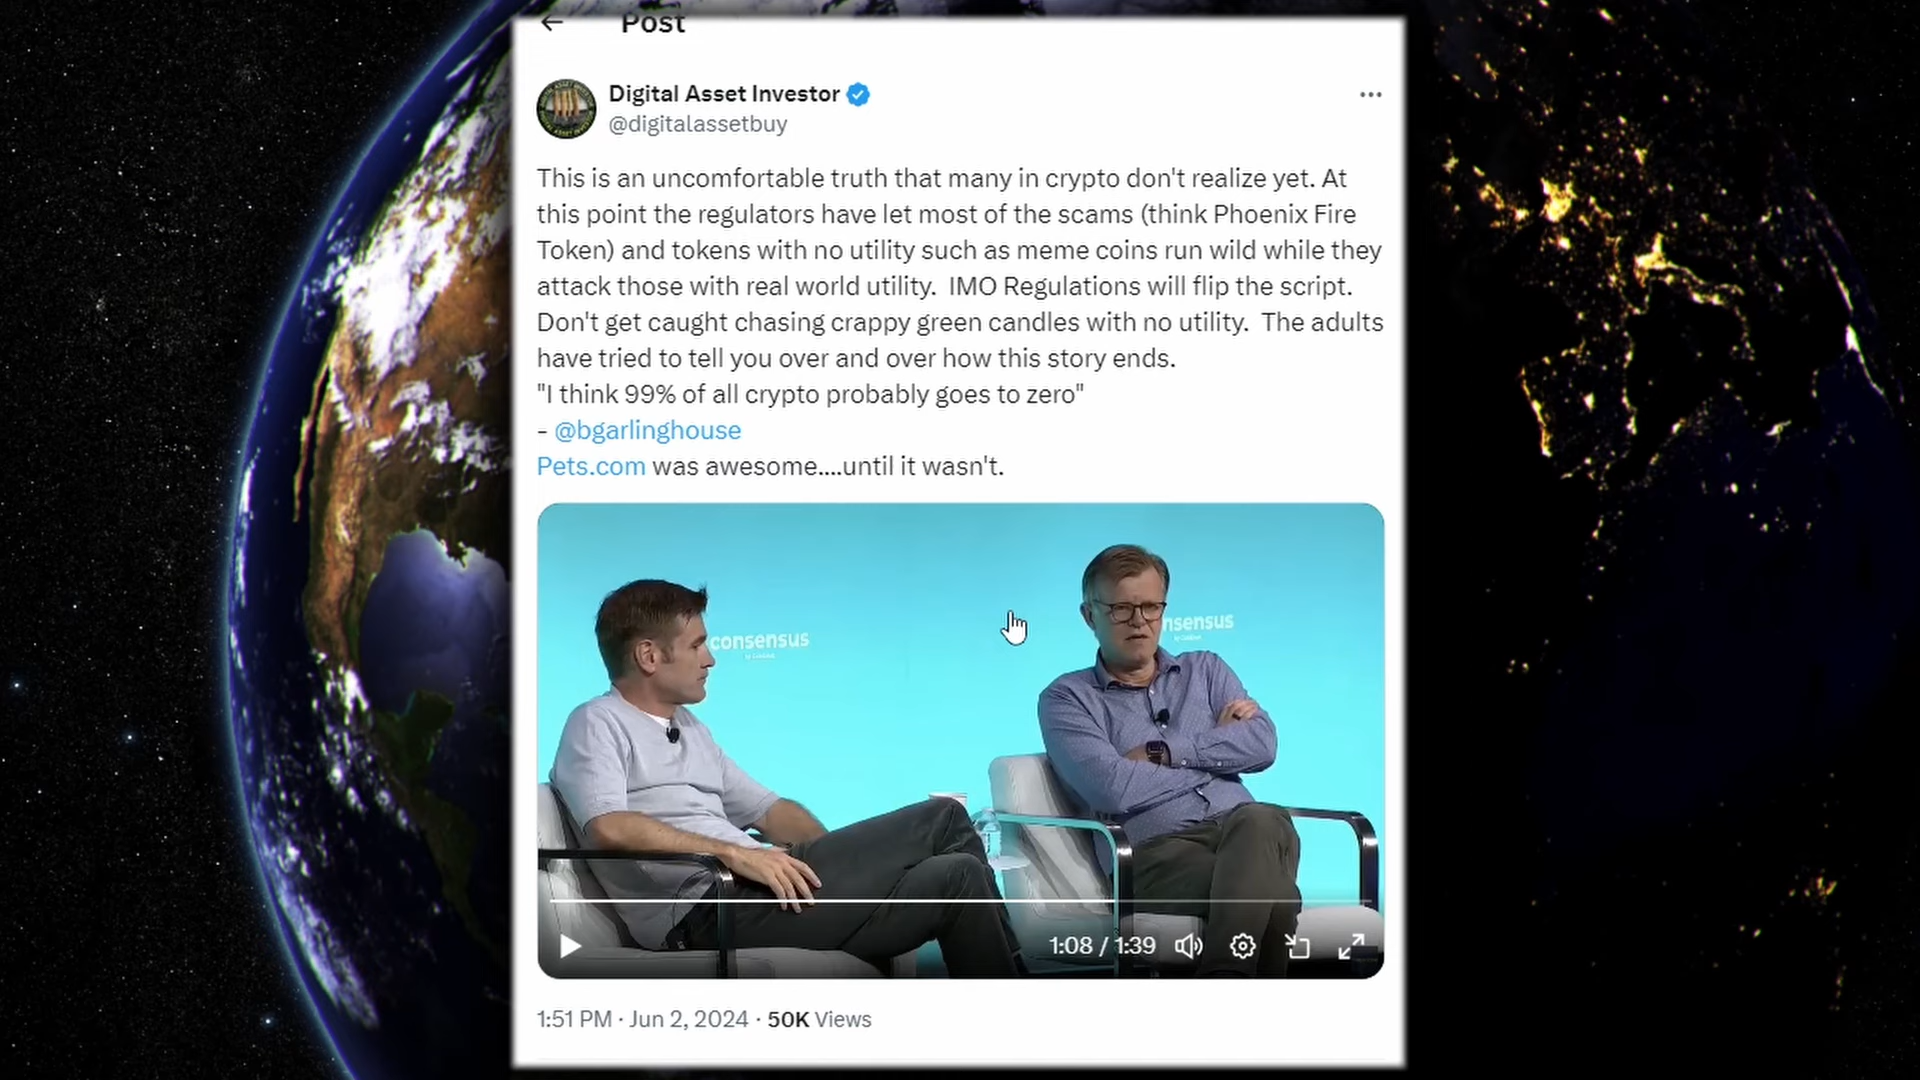 Post
Digital Asset Investor
@digitalassetbuy
This is an uncomfortable truth that many in crypto don't realize yet. At
this point the regulators have let most of the scams (think Phoenix Fire
Token) and tokens with no utility such as meme coins run wild while they
attack those with real world utility.  IMO Regulations will flip the script.
Don't get caught chasing crappy green candles with no utility.  The adults
have tried to tell you over and over how this story ends.
"I think 99% of all crypto probably goes to zero"
- @bgarlinghouse
Pets.com was awesome....until it wasn't.
consensus
nsensus
1:08 / 1:39
1:51 PM · Jun 2, 2024 · 50K Views